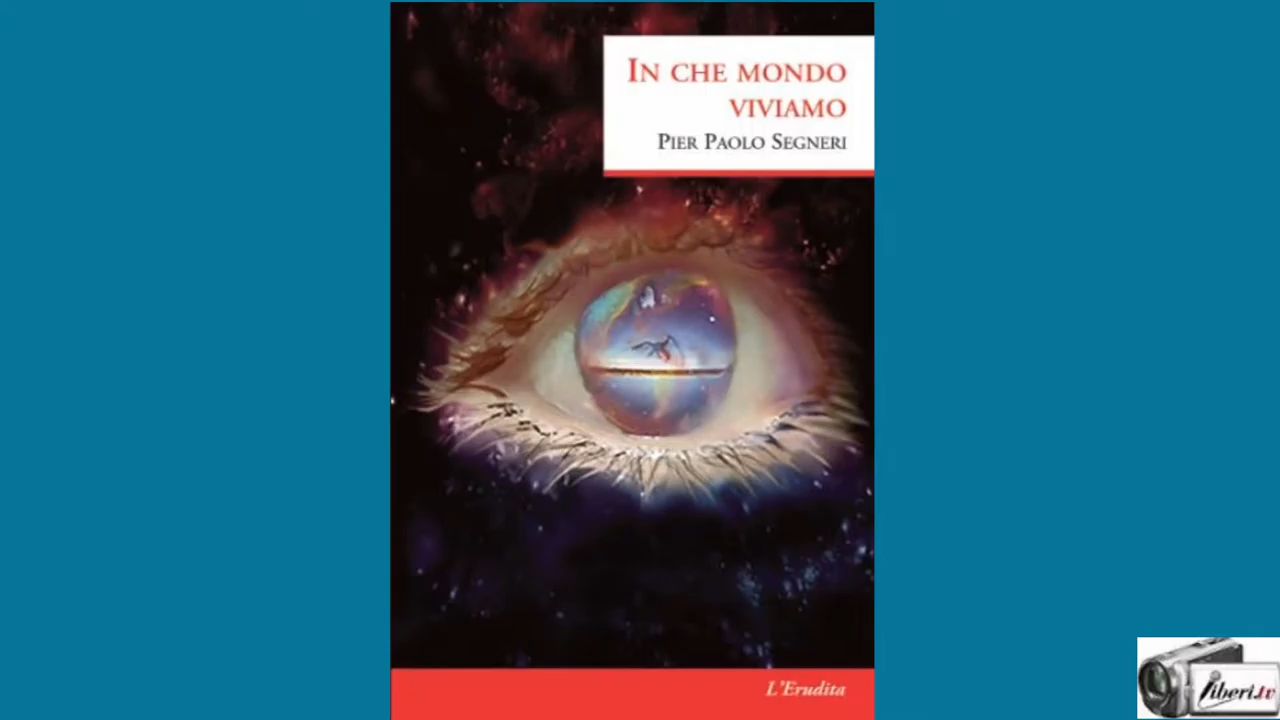 IN CHE MONDO
VIVIAMO
PIER PAOLO SEGNERI
L'Erudita
liberi.tv